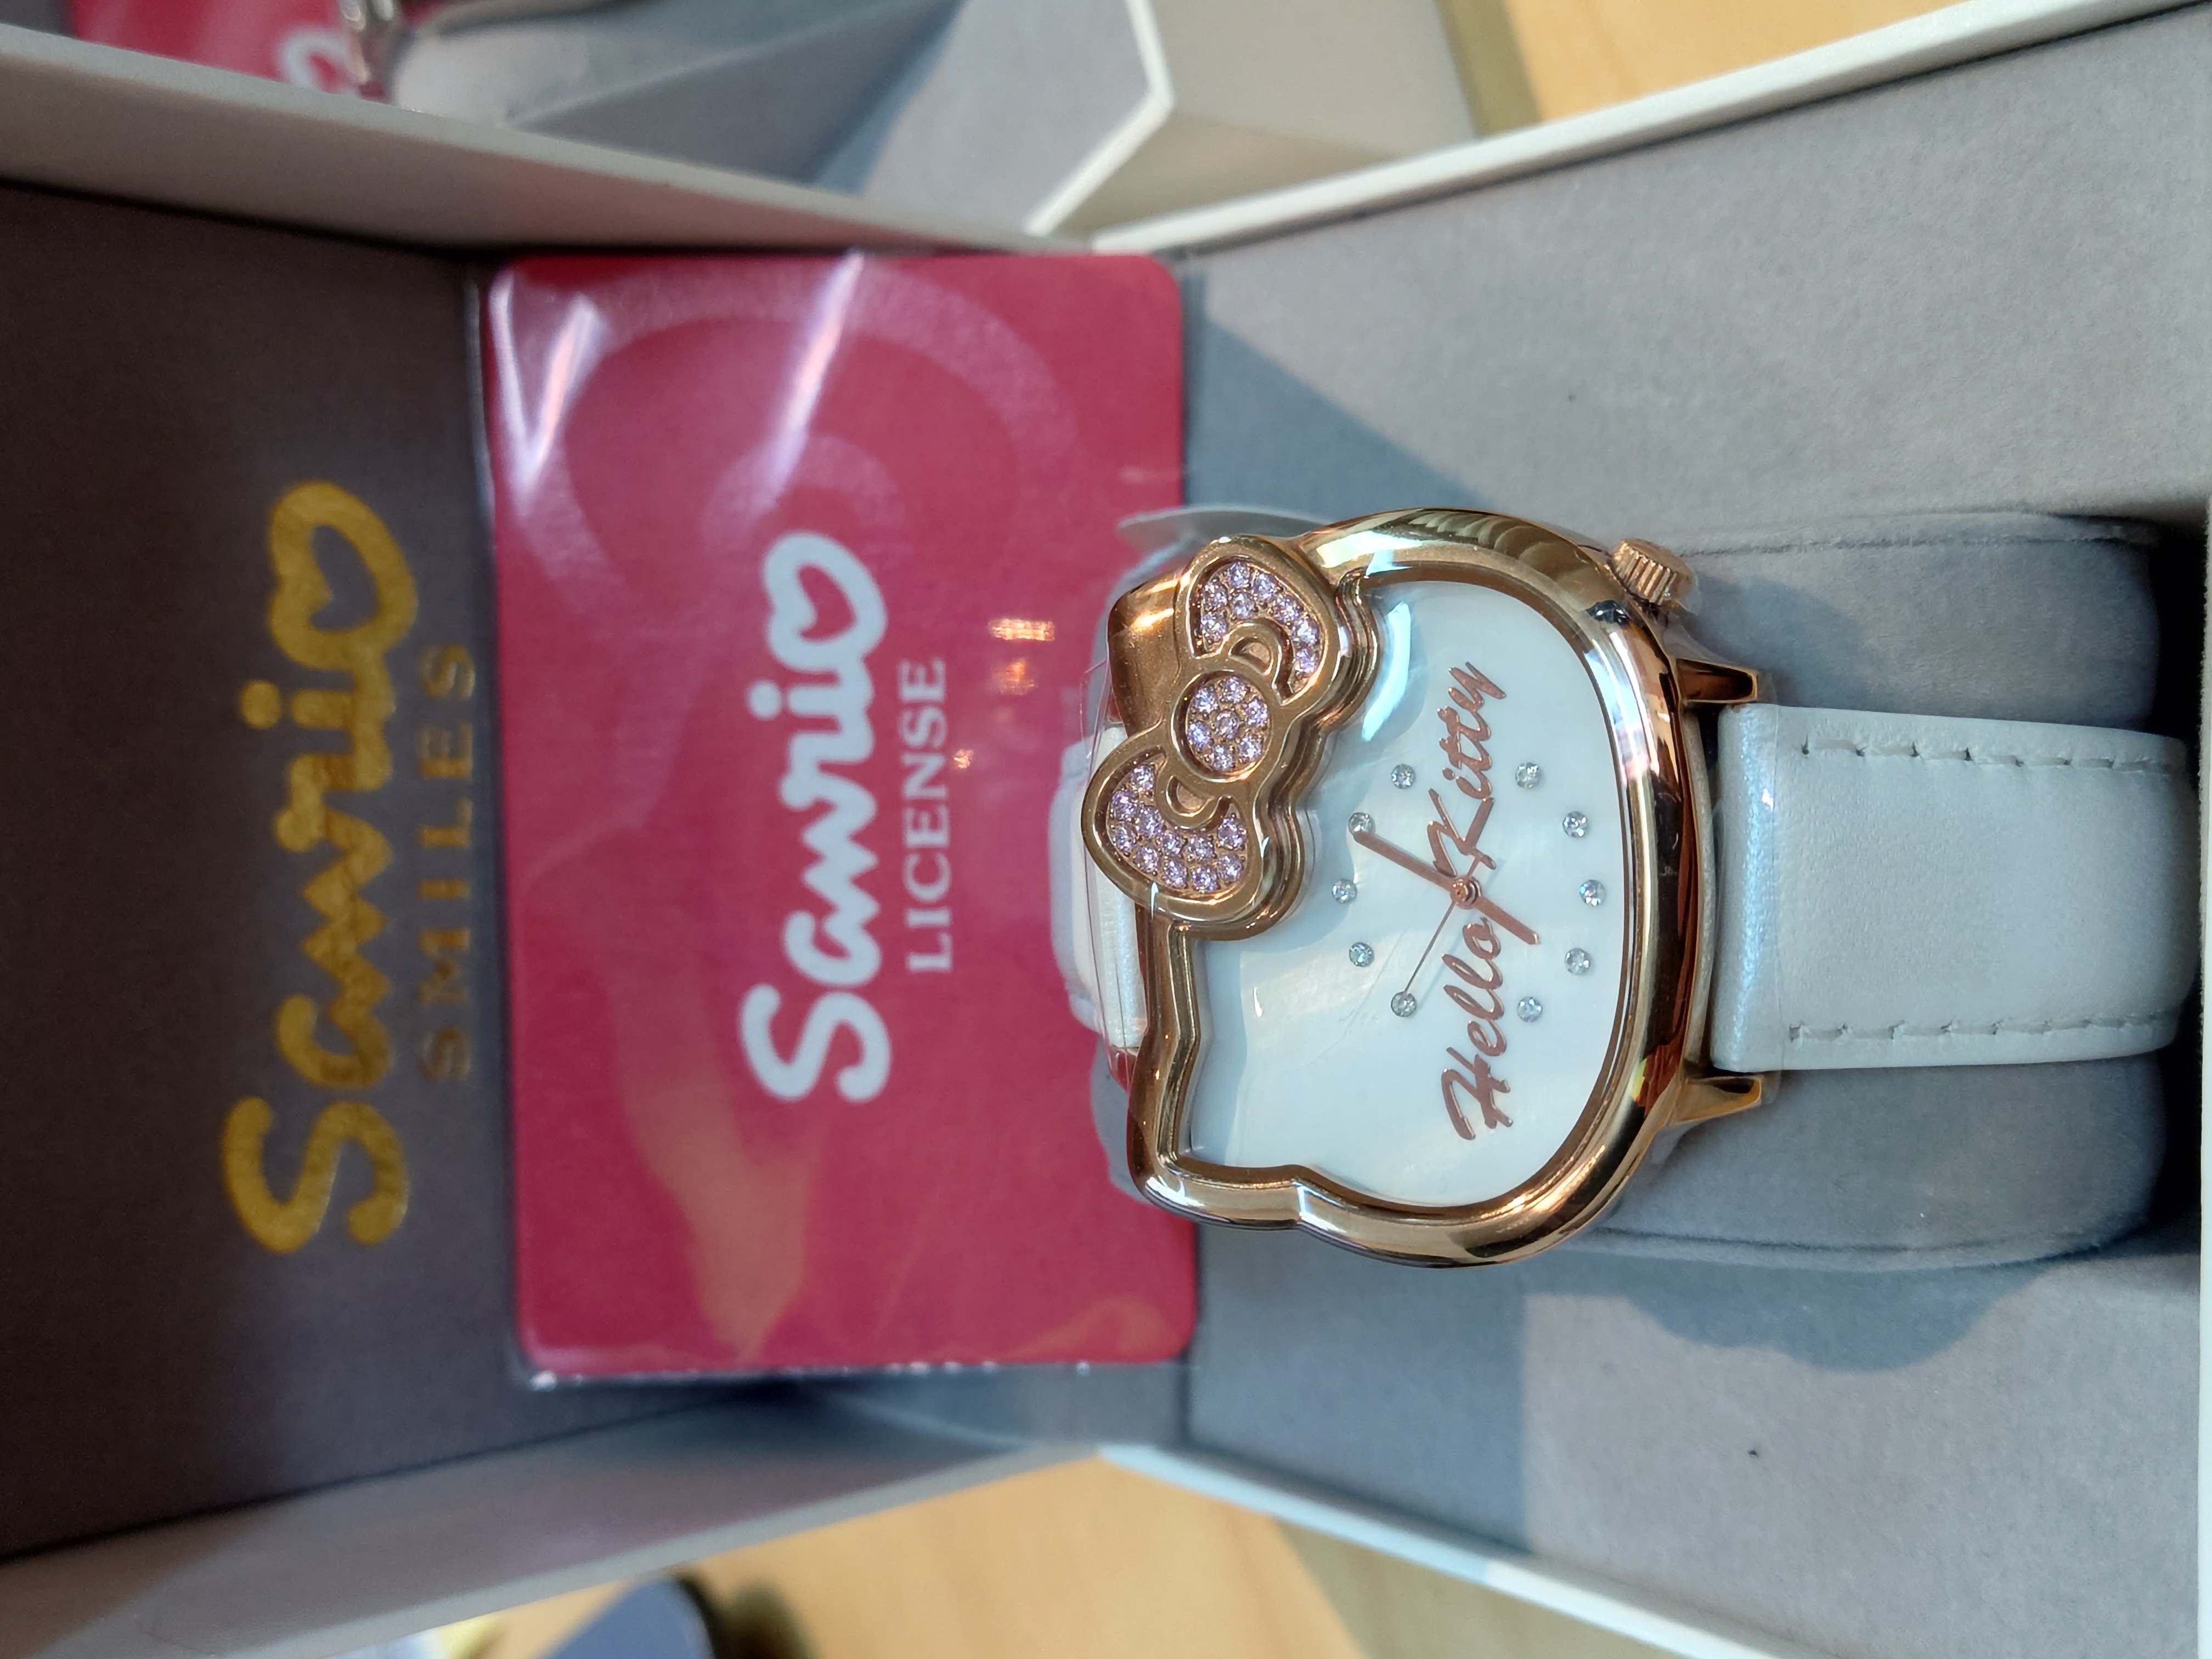 Sanrio
SMILES
Sanrio
LICENSE
Hello Kitty